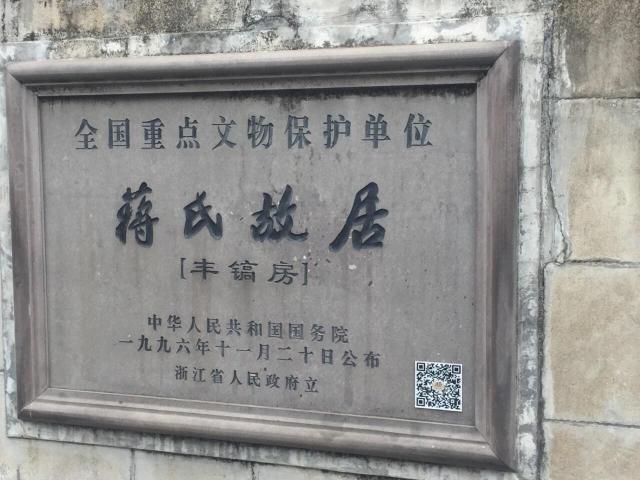 全国重点文物保护单位
蒋氏故居
[丰镐房]
中华人民共和国国务院
一九九六年十一月二十日公布
浙江省人民政府立